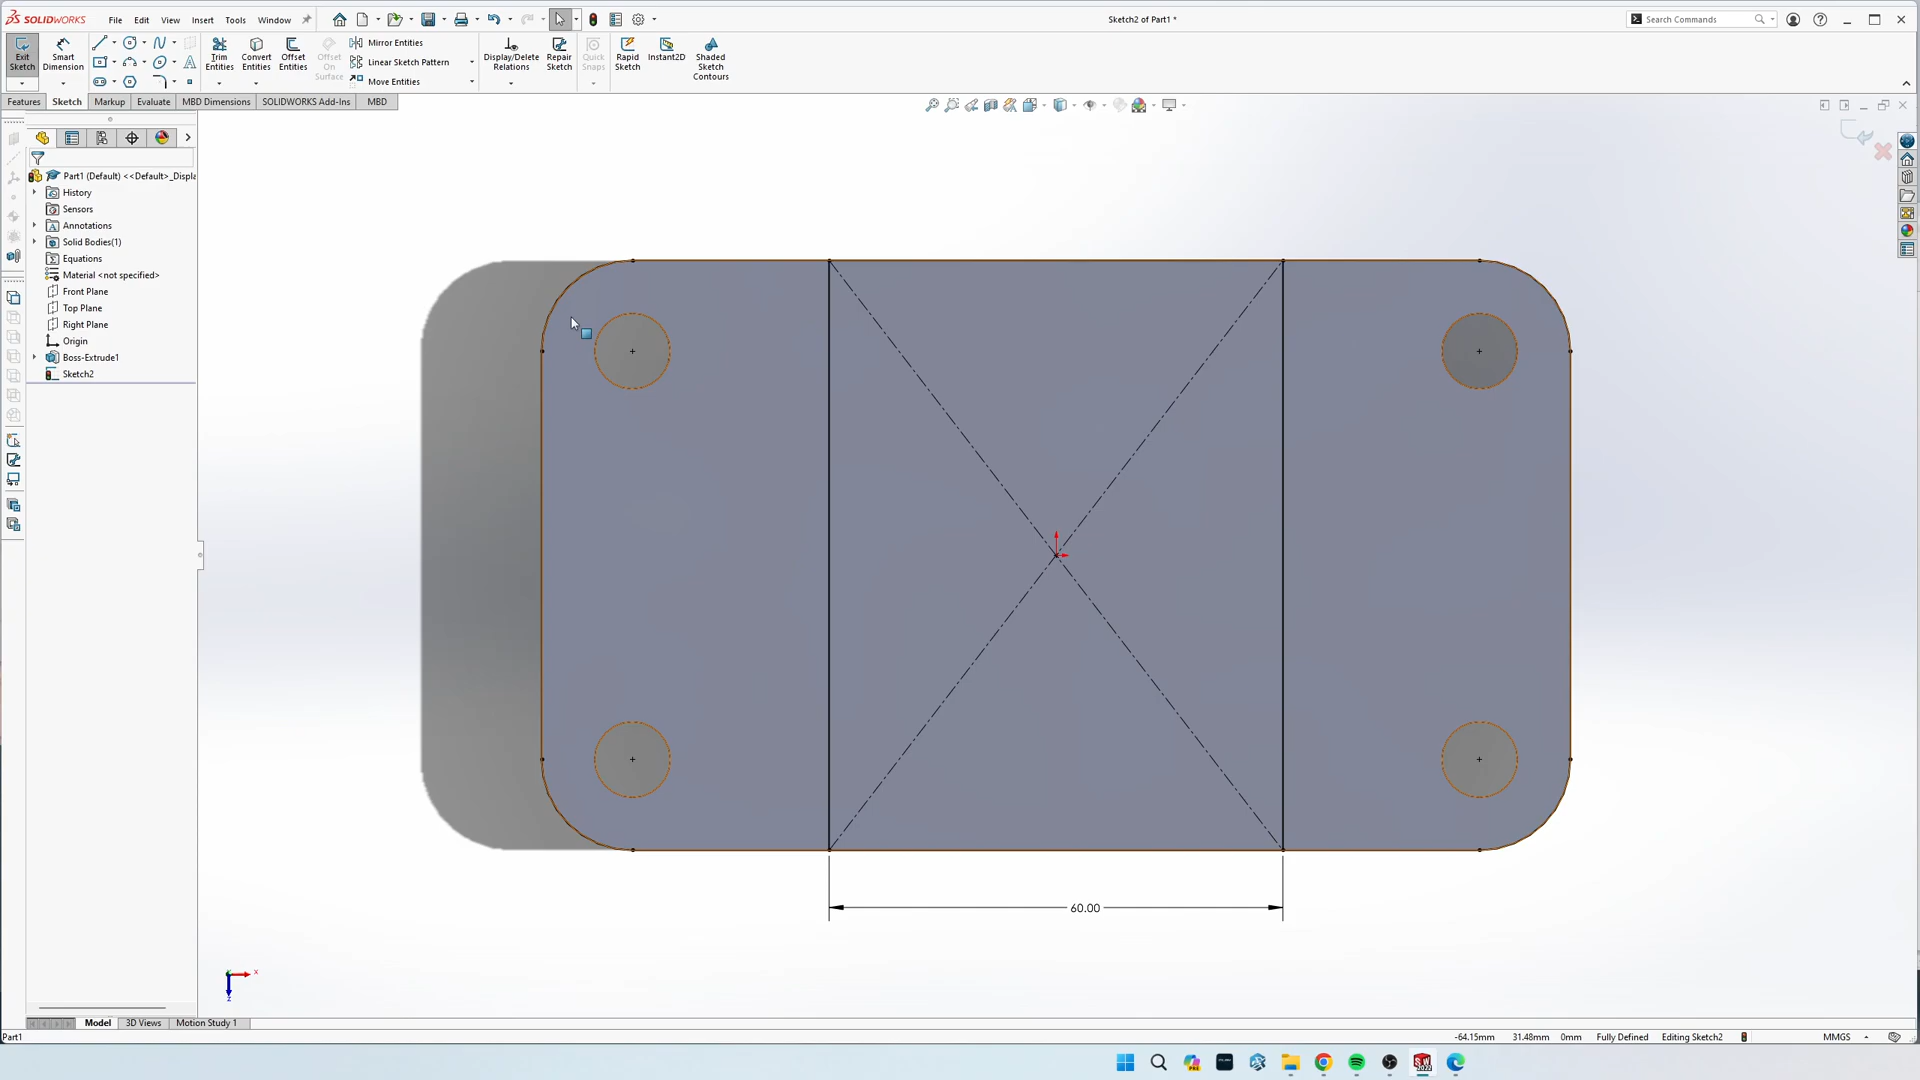 SOLIDWORKS File Edit View Insert Tools Window Sketch2 of Part1 * Search Commands
Exit Sketch Smart Dimension Trim Entities Convert Entities Offset Entities Offset On Surface Mirror Entities Linear Sketch Pattern Move Entities Display/Delete Relations Repair Sketch Quick Snaps Rapid Sketch Instant2D Shaded Sketch Contours
Features Sketch Markup Evaluate MBD Dimensions SOLIDWORKS Add-Ins MBD
Part1 (Default) <<Default>_Displa
History
Sensors
Annotations
Solid Bodies(1)
Equations
Material <not specified>
Front Plane
Top Plane
Right Plane
Origin
Boss-Extrude1
Sketch2
60.00
Model 3D Views Motion Study 1
Part1 -64.15mm 31.48mm 0mm Fully Defined Editing Sketch2 MMGS